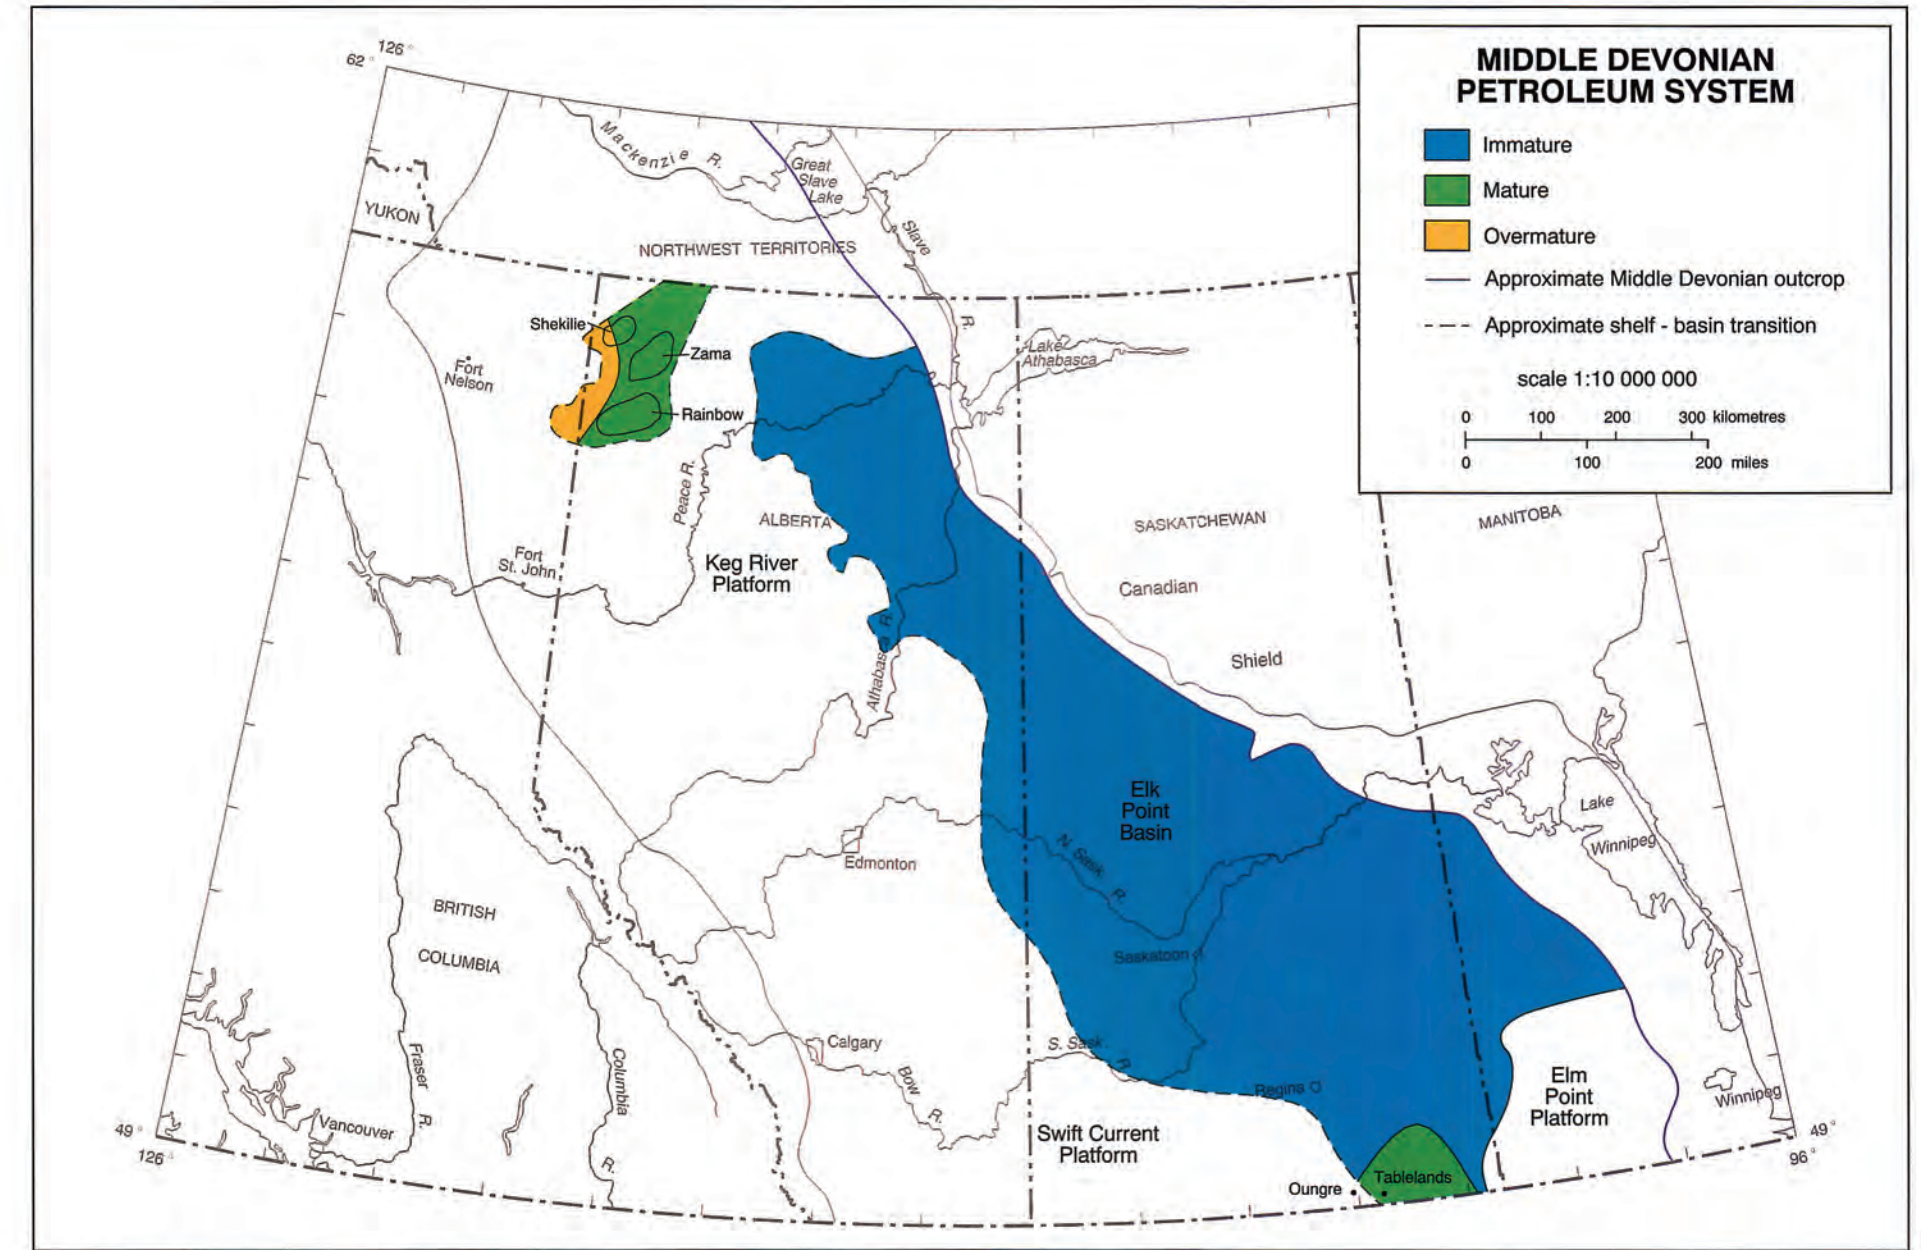 126°
62°
MIDDLE DEVONIAN
PETROLEUM SYSTEM
Immature
Mature
Overmature
Approximate Middle Devonian outcrop
Approximate shelf - basin transition
scale 1:10 000 000
0 100 200 300 kilometres
0 100 200 miles
Mackenzie R.
Great
Slave
Lake
Slave
R.
YUKON
NORTHWEST TERRITORIES
Shekilie
Zama
Rainbow
Fort
Nelson
Lake
Athabasca
Peace R.
ALBERTA
SASKATCHEWAN
MANITOBA
Fort
St. John
Keg River
Platform
Canadian
Shield
Athabasca R.
Elk
Point
Basin
Lake
Winnipeg
N. Sask. R.
Edmonton
BRITISH
COLUMBIA
Saskatoon
Calgary
S. Sask. R.
Fraser R.
Columbia R.
Bow R.
Regina
Elm
Point
Platform
Winnipeg
Vancouver
Swift Current
Platform
Tablelands
Oungre
49°
126°
49°
96°